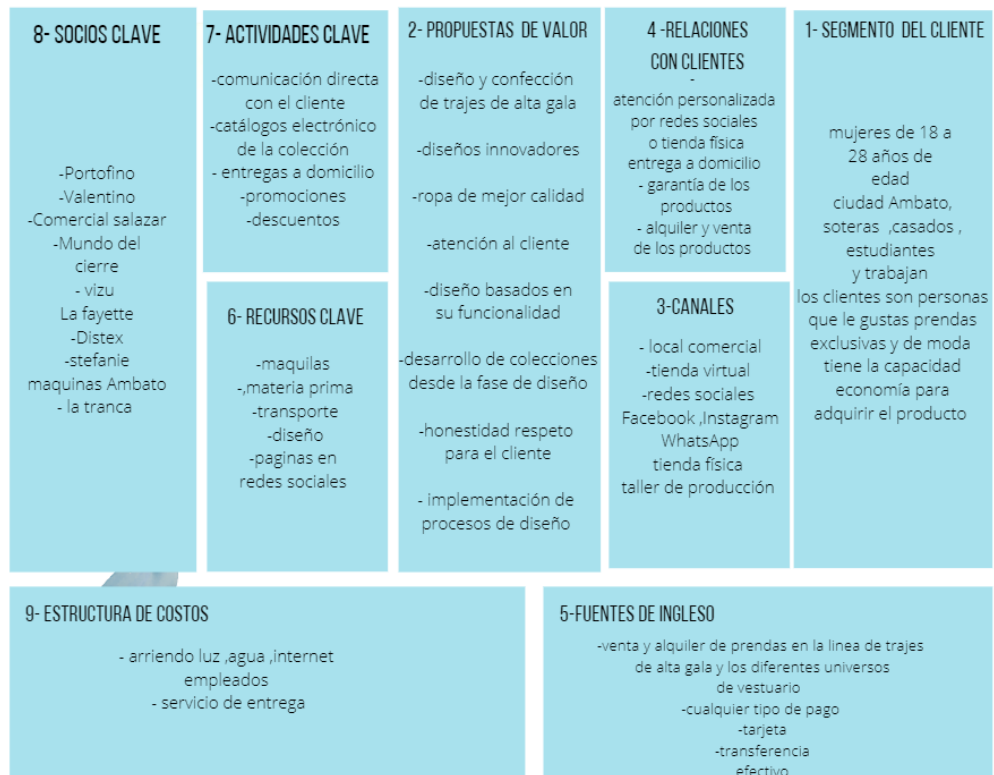 8- SOCIOS CLAVE
-Portofino
-Valentino
-Comercial salazar
-Mundo del
cierre
- vizu
La fayette
-Distex
-stefanie
maquinas Ambato
- la tranca
7- ACTIVIDADES CLAVE
-comunicación directa
con el cliente
-catálogos electrónico
de la colección
- entregas a domicilio
-promociones
-descuentos
6- RECURSOS CLAVE
-maquilas
-,materia prima
-transporte
-diseño
-paginas en
redes sociales
2- PROPUESTAS DE VALOR
-diseño y confección
de trajes de alta gala
-diseños innovadores
-ropa de mejor calidad
-atención al cliente
-diseño basados en
su funcionalidad
-desarrollo de colecciones
desde la fase de diseño
-honestidad respeto
para el cliente
- implementación de
procesos de diseño
4 -RELACIONES
CON CLIENTES
-
atención personalizada
por redes sociales
o tienda física
entrega a domicilio
- garantía de los
productos
- alquiler y venta
de los productos
3-CANALES
- local comercial
-tienda virtual
-redes sociales
Facebook ,Instagram
WhatsApp
tienda física
taller de producción
1- SEGMENTO DEL CLIENTE
mujeres de 18 a
28 años de
edad
ciudad Ambato,
soteras ,casados ,
estudiantes
y trabajan
los clientes son personas
que le gustas prendas
exclusivas y de moda
tiene la capacidad
economía para
adquirir el producto
9- ESTRUCTURA DE COSTOS
- arriendo luz ,agua ,internet
empleados
- servicio de entrega
5-FUENTES DE INGLESO
-venta y alquiler de prendas en la linea de trajes
de alta gala y los diferentes universos
de vestuario
-cualquier tipo de pago
-tarjeta
-transferencia
efectivo